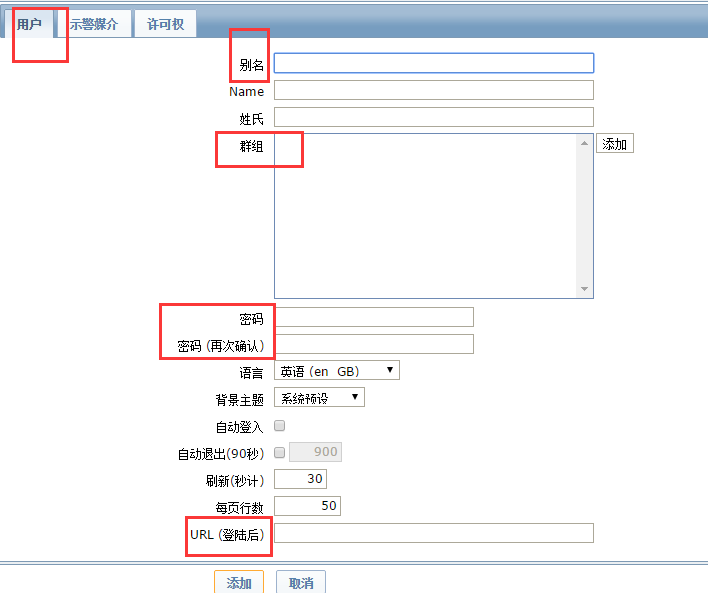 用户 示警媒介 许可权
别名
Name
姓氏
群组 添加
密码
密码 (再次确认)
语言 英语 (en_GB)
背景主题 系统预设
自动登入
自动退出(90秒) 900
刷新(秒计) 30
每页行数 50
URL (登陆后)
添加 取消